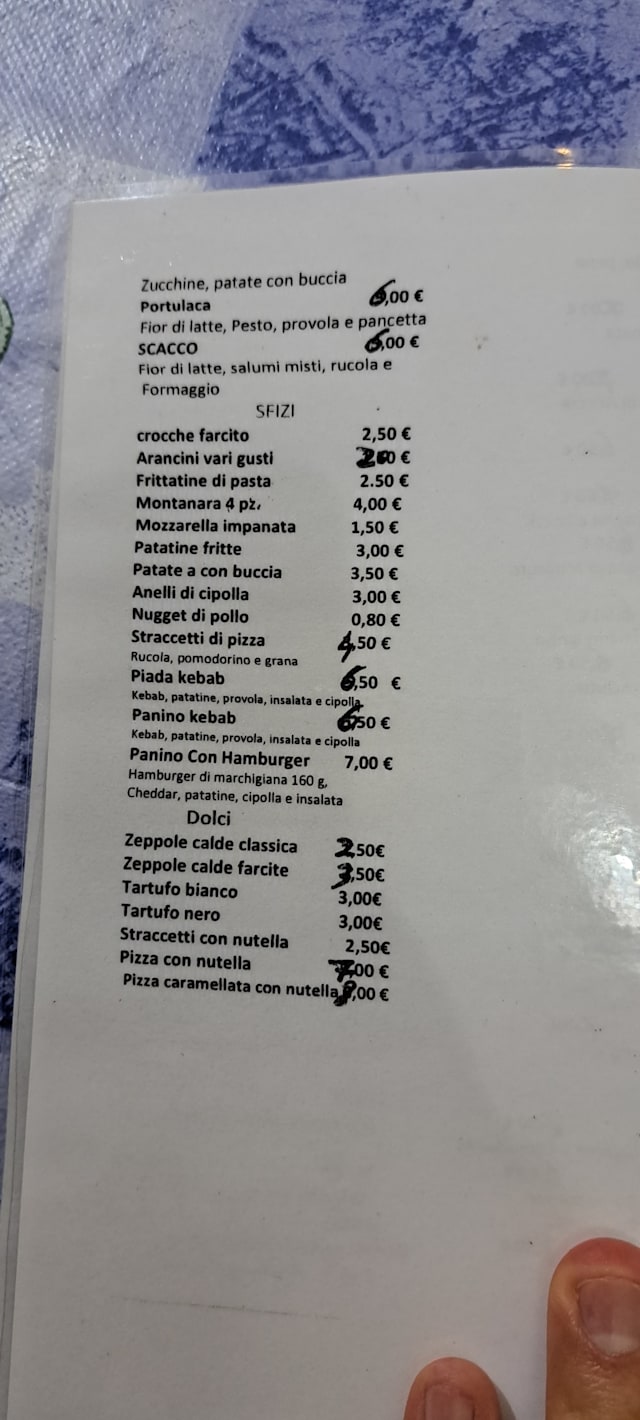 Zucchine, patate con buccia
Portulaca 6,00 €
Fior di latte, Pesto, provola e pancetta
SCACCO 6,00 €
Fior di latte, salumi misti, rucola e
Formaggio
SFIZI
crocche farcito 2,50 €
Arancini vari gusti €
Frittatine di pasta 2.50 €
Montanara 4 pz. 4,00 €
Mozzarella impanata 1,50 €
Patatine fritte 3,00 €
Patate a con buccia 3,50 €
Anelli di cipolla 3,00 €
Nugget di pollo 0,80 €
Straccetti di pizza 4,50 €
Rucola, pomodorino e grana
Piada kebab 6,50 €
Kebab, patatine, provola, insalata e cipolla
Panino kebab 6,50 €
Kebab, patatine, provola, insalata e cipolla
Panino Con Hamburger 7,00 €
Hamburger di marchigiana 160 g,
Cheddar, patatine, cipolla e insalata
Dolci
Zeppole calde classica 2,50€
Zeppole calde farcite 3,50€
Tartufo bianco 3,00€
Tartufo nero 3,00€
Straccetti con nutella 2,50€
Pizza con nutella 7,00 €
Pizza caramellata con nutella 8,00 €